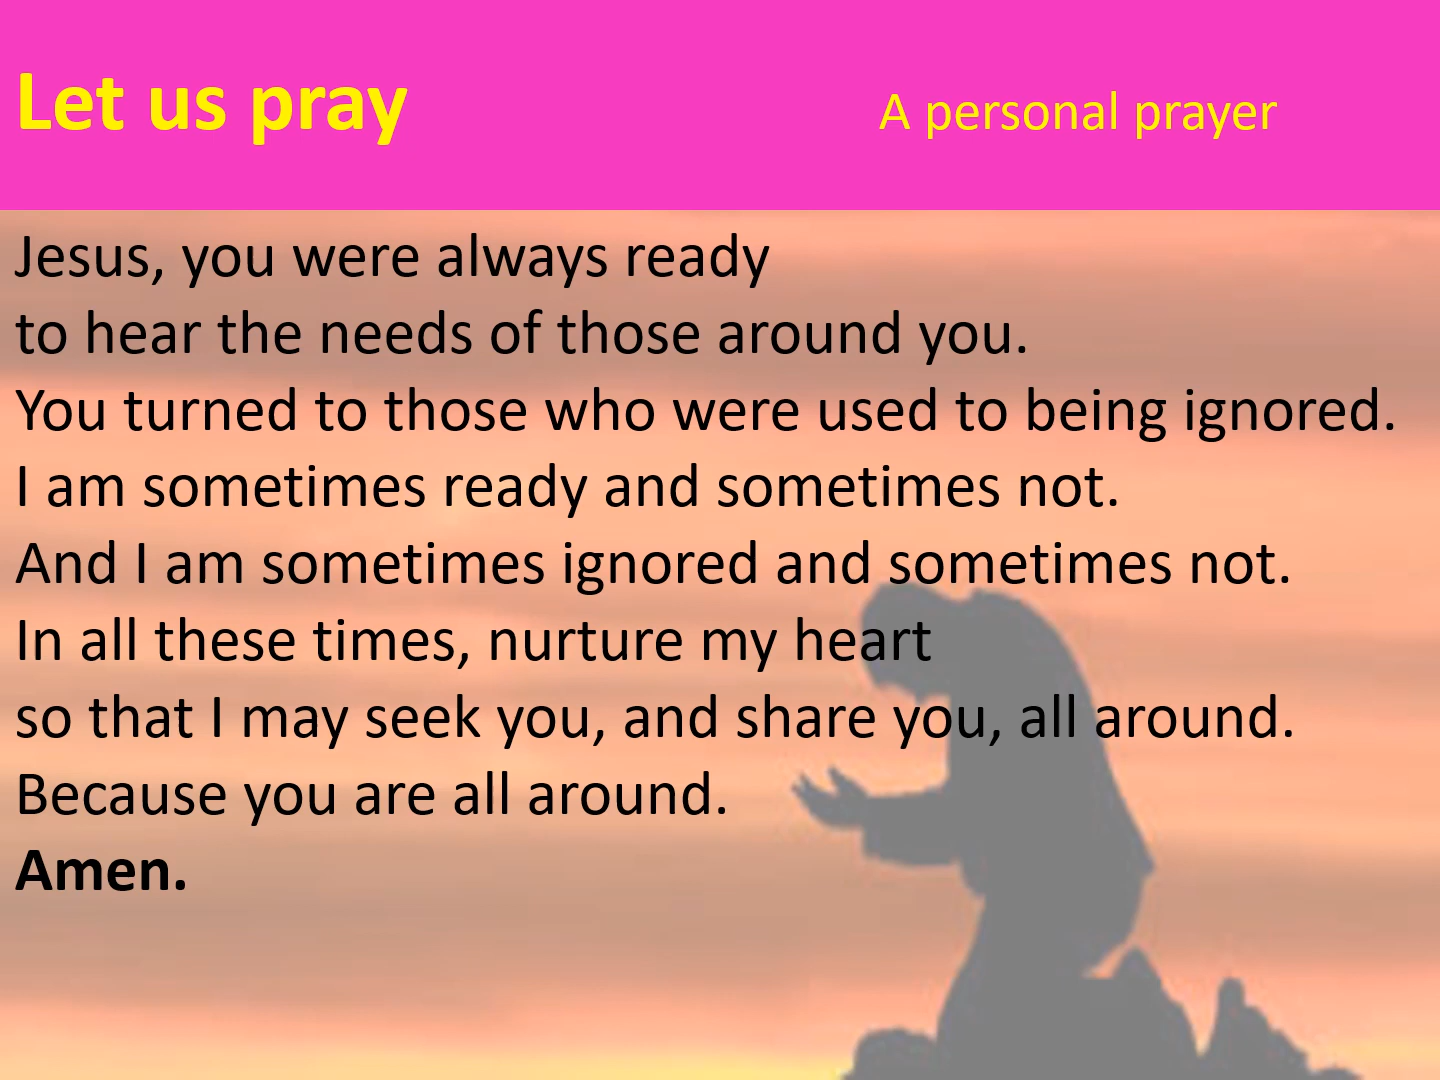 Let us pray A personal prayer
Jesus, you were always ready
to hear the needs of those around you.
You turned to those who were used to being ignored.
I am sometimes ready and sometimes not.
And I am sometimes ignored and sometimes not.
In all these times, nurture my heart
so that I may seek you, and share you, all around.
Because you are all around.
Amen.